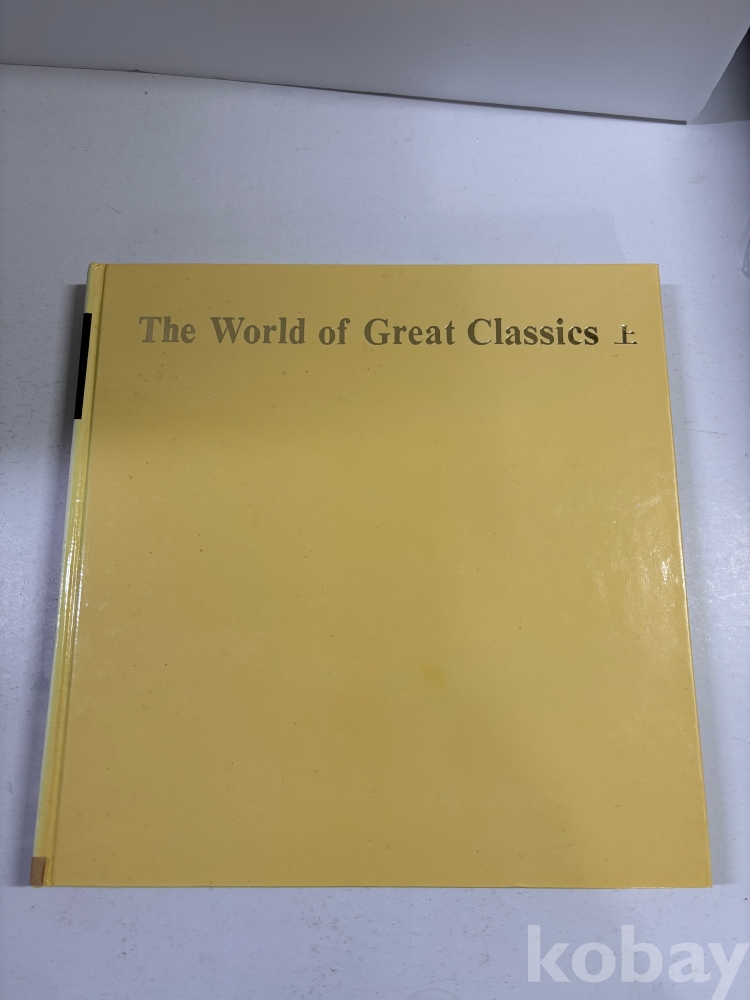 The World of Great Classics 上
kobay